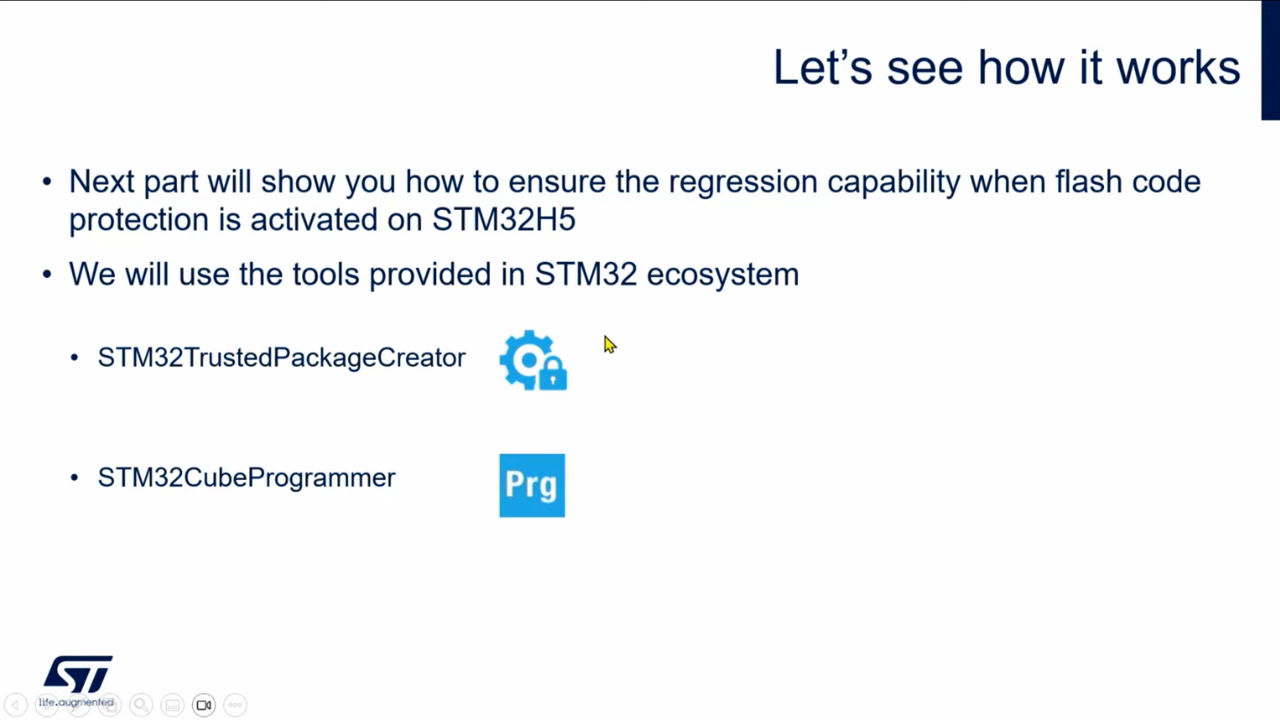 Let's see how it works
• Next part will show you how to ensure the regression capability when flash code
protection is activated on STM32H5
• We will use the tools provided in STM32 ecosystem
• STM32TrustedPackageCreator
• STM32CubeProgrammer
Prg
ST
life.augmented